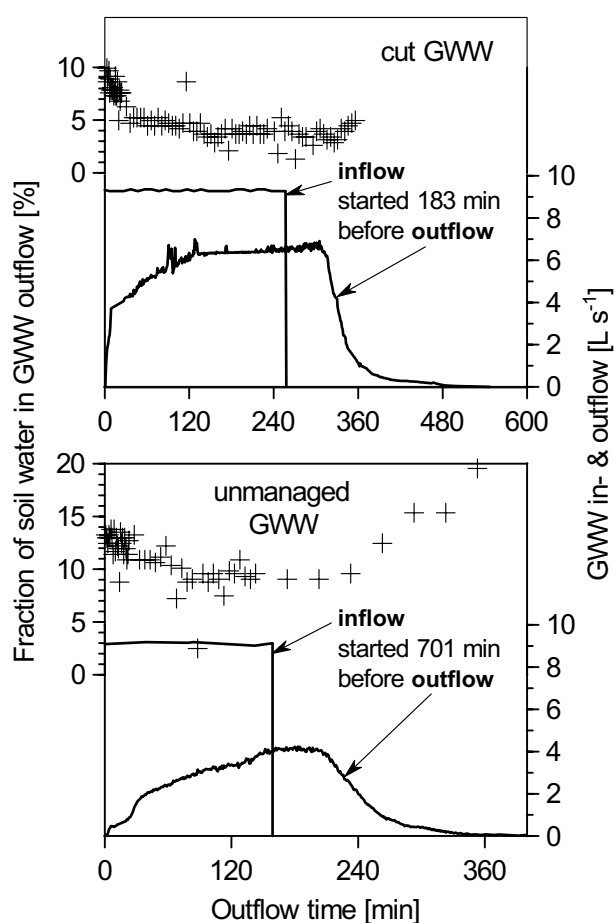 cut GWW
10
5
0
inflow
started 183 min
before outflow
10
8
6
4
2
0
0
120
240
360
480
600
Fraction of soil water in GWW outflow [%]
GWW in- & outflow [L s⁻¹]
unmanaged
GWW
20
15
10
5
0
inflow
started 701 min
before outflow
10
8
6
4
2
0
0
120
240
360
Outflow time [min]